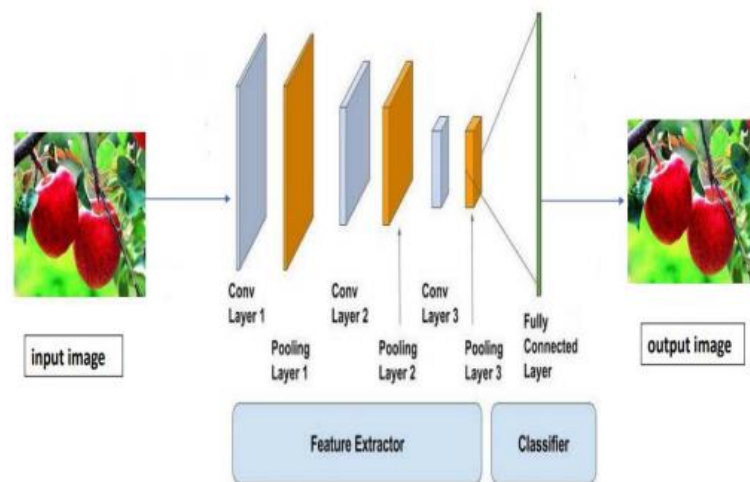 input image
Conv
Layer 1
Pooling
Layer 1
Conv
Layer 2
Pooling
Layer 2
Conv
Layer 3
Pooling
Layer 3
Fully
Connected
Layer
output image
Feature Extractor
Classifier